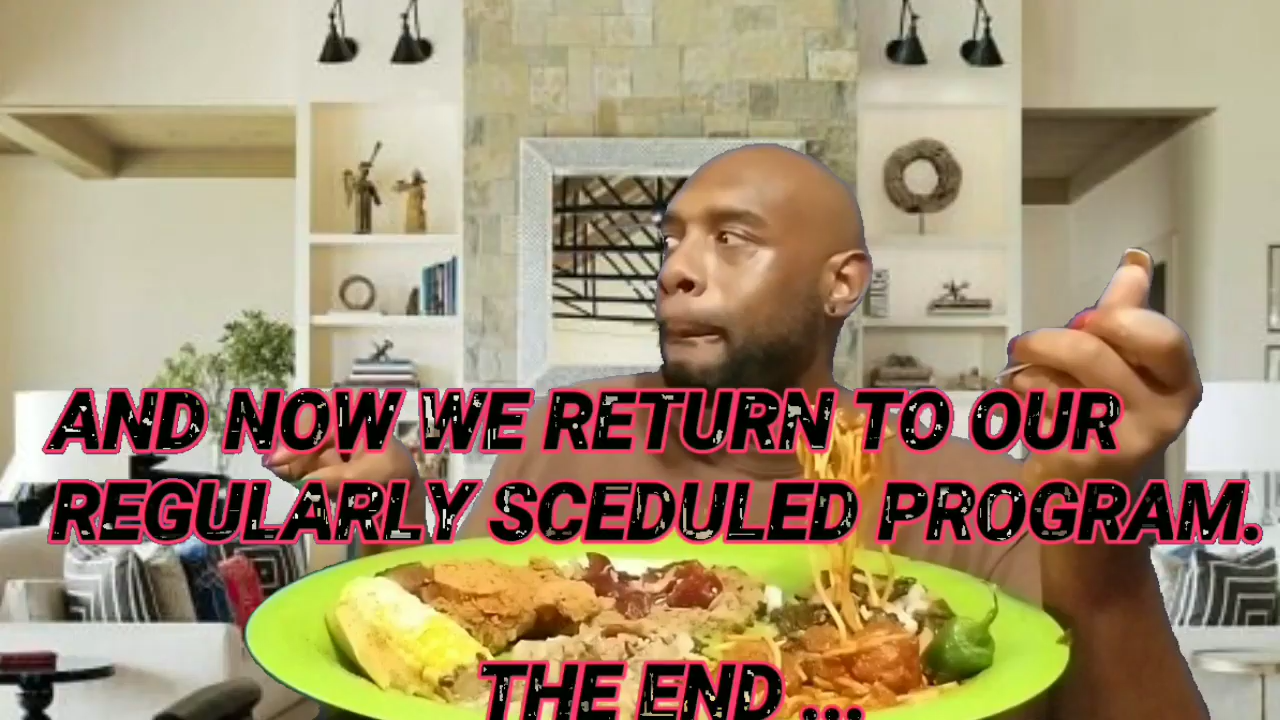 AND NOW WE RETURN TO OUR
REGULARLY SCEDULED PROGRAM.
THE END ...